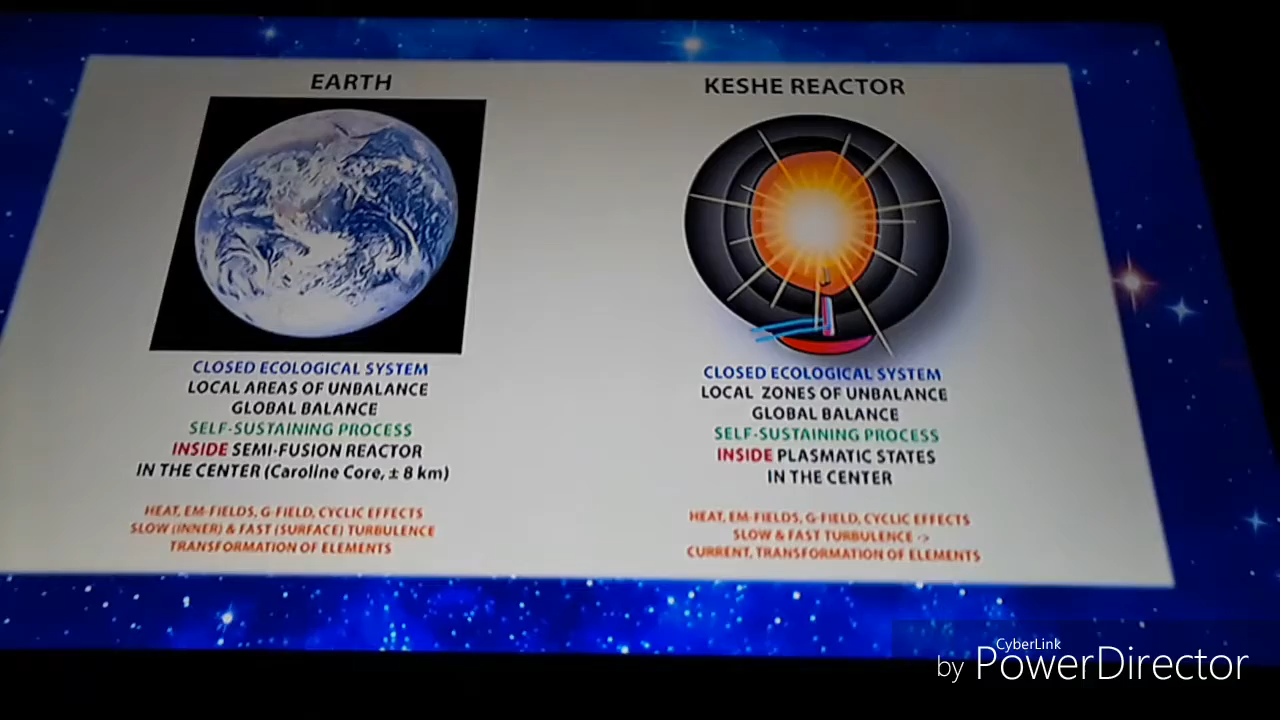 EARTH
CLOSED ECOLOGICAL SYSTEM
LOCAL AREAS OF UNBALANCE
GLOBAL BALANCE
SELF-SUSTAINING PROCESS
INSIDE SEMI-FUSION REACTOR
IN THE CENTER (Caroline Core, ± 8 km)
HEAT, EM-FIELDS, G-FIELD, CYCLIC EFFECTS
SLOW (INNER) & FAST (SURFACE) TURBULENCE
TRANSFORMATION OF ELEMENTS
KESHE REACTOR
CLOSED ECOLOGICAL SYSTEM
LOCAL ZONES OF UNBALANCE
GLOBAL BALANCE
SELF-SUSTAINING PROCESS
INSIDE PLASMATIC STATES
IN THE CENTER
HEAT, EM-FIELDS, G-FIELD, CYCLIC EFFECTS
SLOW & FAST TURBULENCE ->
CURRENT, TRANSFORMATION OF ELEMENTS
CyberLink
by PowerDirector